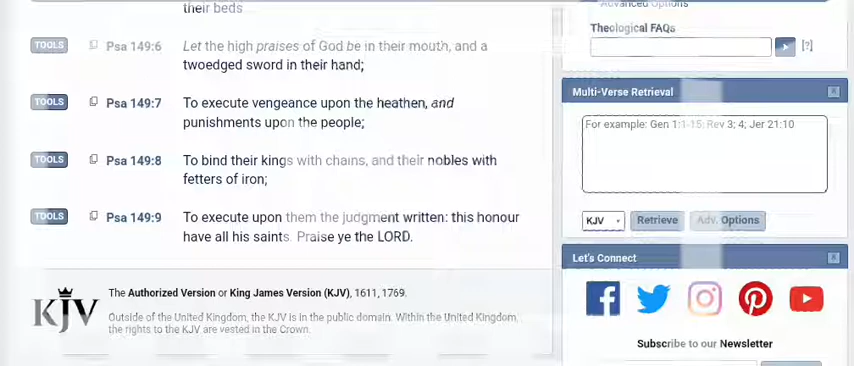 their beds
TOOLS Psa 149:6 Let the high praises of God be in their mouth, and a
twoedged sword in their hand;
TOOLS Psa 149:7 To execute vengeance upon the heathen, and
punishments upon the people;
TOOLS Psa 149:8 To bind their kings with chains, and their nobles with
fetters of iron;
TOOLS Psa 149:9 To execute upon them the judgment written: this honour
have all his saints. Praise ye the LORD.
KJV
The Authorized Version or King James Version (KJV), 1611, 1769.
Outside of the United Kingdom, the KJV is in the public domain. Within the United Kingdom,
the rights to the KJV are vested in the Crown.
Advanced Options
Theological FAQs
[?]
Multi-Verse Retrieval
For example: Gen 1:1-15; Rev 3; 4; Jer 21:10
KJV Retrieve Adv. Options
Let's Connect
Subscribe to our Newsletter